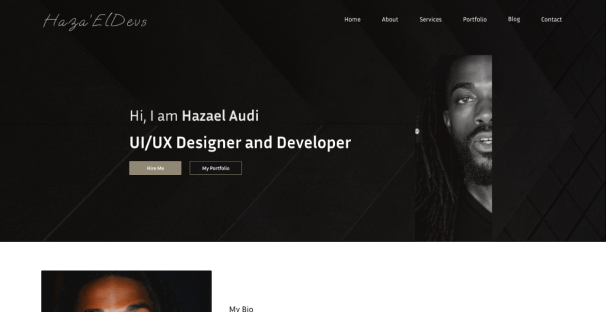 Haza'ElDevs
Home About Services Portfolio Blog Contact
Hi, I am Hazael Audi
UI/UX Designer and Developer
Hire Me My Portfolio
My Bio